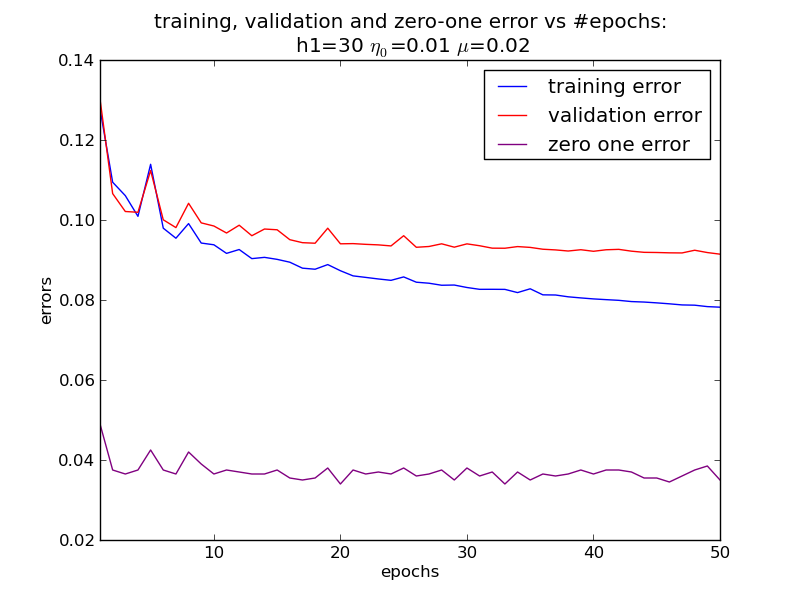 training, validation and zero-one error vs #epochs:
h1=30 η₀=0.01 μ=0.02
0.14
training error
validation error
zero one error
0.12
0.10
0.08
0.06
0.04
0.02
errors
10 20 30 40 50
epochs